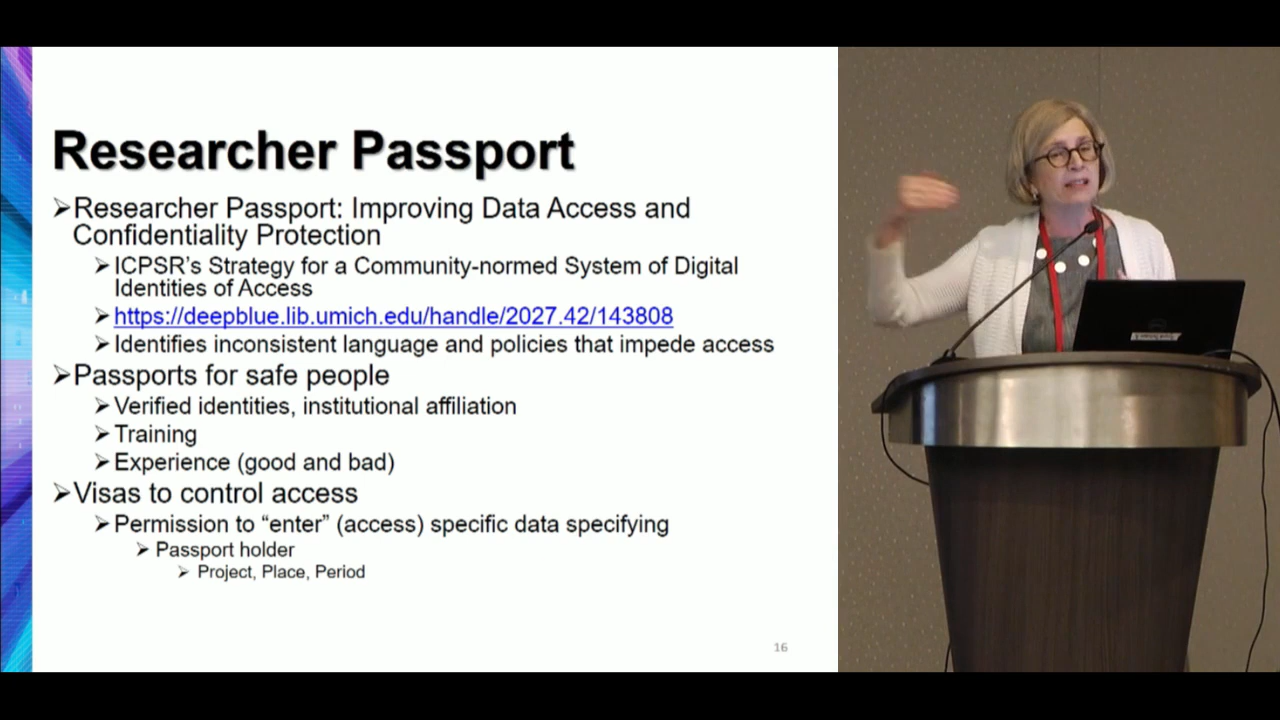 Researcher Passport
➢Researcher Passport: Improving Data Access and
Confidentiality Protection
➢ICPSR's Strategy for a Community-normed System of Digital
Identities of Access
➢https://deepblue.lib.umich.edu/handle/2027.42/143808
➢Identifies inconsistent language and policies that impede access
➢Passports for safe people
➢Verified identities, institutional affiliation
➢Training
➢Experience (good and bad)
➢Visas to control access
➢Permission to “enter” (access) specific data specifying
➢Passport holder
➢Project, Place, Period
16